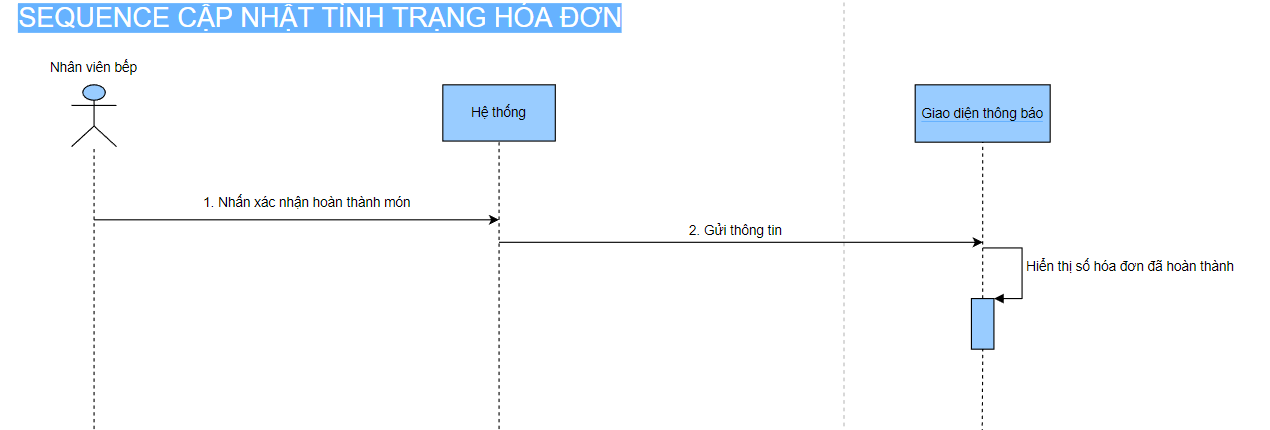 SEQUENCE CẬP NHẬT TÌNH TRẠNG HÓA ĐƠN
Nhân viên bếp
Hệ thống
Giao diện thông báo
1. Nhấn xác nhận hoàn thành món
2. Gửi thông tin
Hiển thị số hóa đơn đã hoàn thành